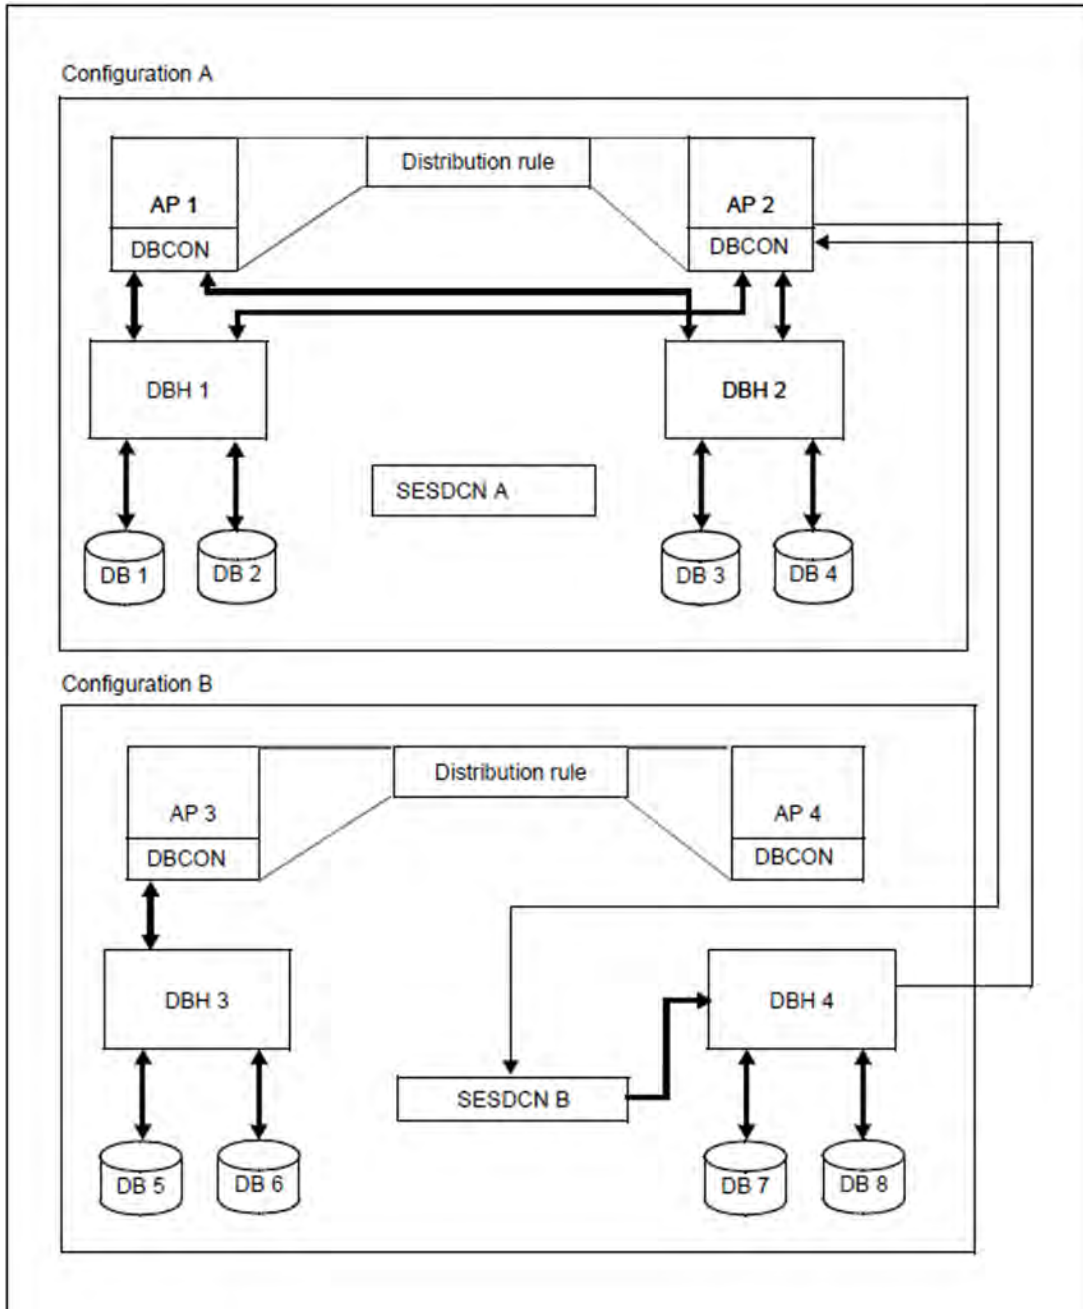 Configuration A
Distribution rule
AP 1
AP 2
DBCON
DBCON
DBH 1
DBH 2
SESDCN A
DB 1
DB 2
DB 3
DB 4
Configuration B
Distribution rule
AP 3
AP 4
DBCON
DBCON
DBH 3
DBH 4
SESDCN B
DB 5
DB 6
DB 7
DB 8